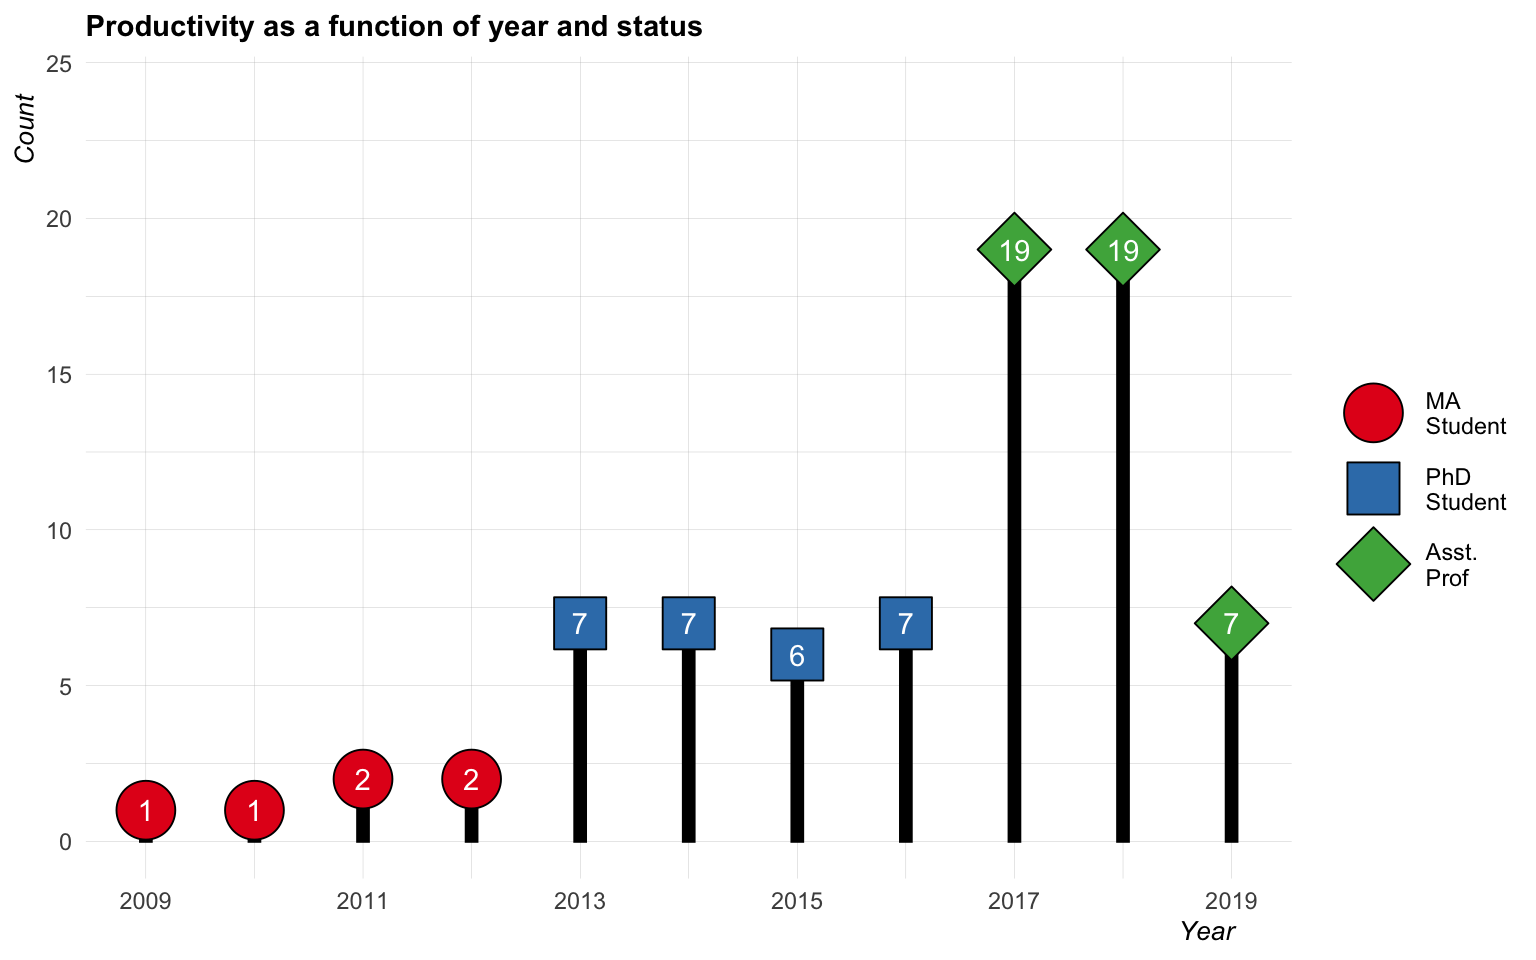 Productivity as a function of year and status
Count
25
20
15
10
5
0
1
1
2
2
7
7
6
7
19
19
7
2009
2011
2013
2015
2017
2019
Year
MA
Student
PhD
Student
Asst.
Prof